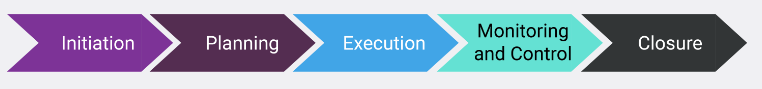 Initiation
Planning
Execution
Monitoring
and Control
Closure